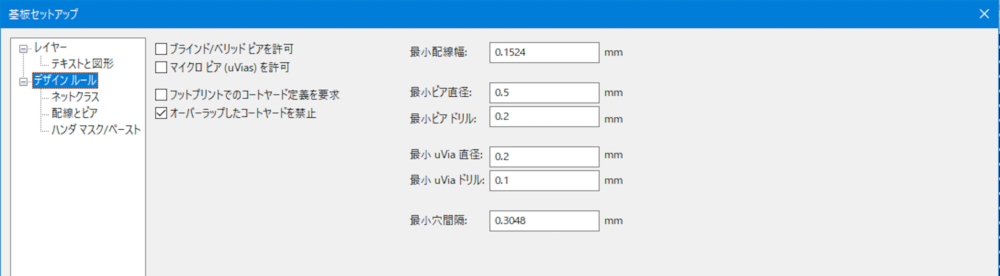 基板セットアップ
レイヤー
テキストと図形
デザイン ルール
ネットクラス
配線とビア
ハンダ マスク/ペースト
ブラインド/ベリッド ビアを許可
マイクロ ビア (uVias) を許可
フットプリントでのコートヤード定義を要求
オーバーラップしたコートヤードを禁止
最小配線幅: 0.1524 mm
最小ビア直径: 0.5 mm
最小ビア ドリル: 0.2 mm
最小 uVia 直径: 0.2 mm
最小 uVia ドリル: 0.1 mm
最小穴間隔: 0.3048 mm